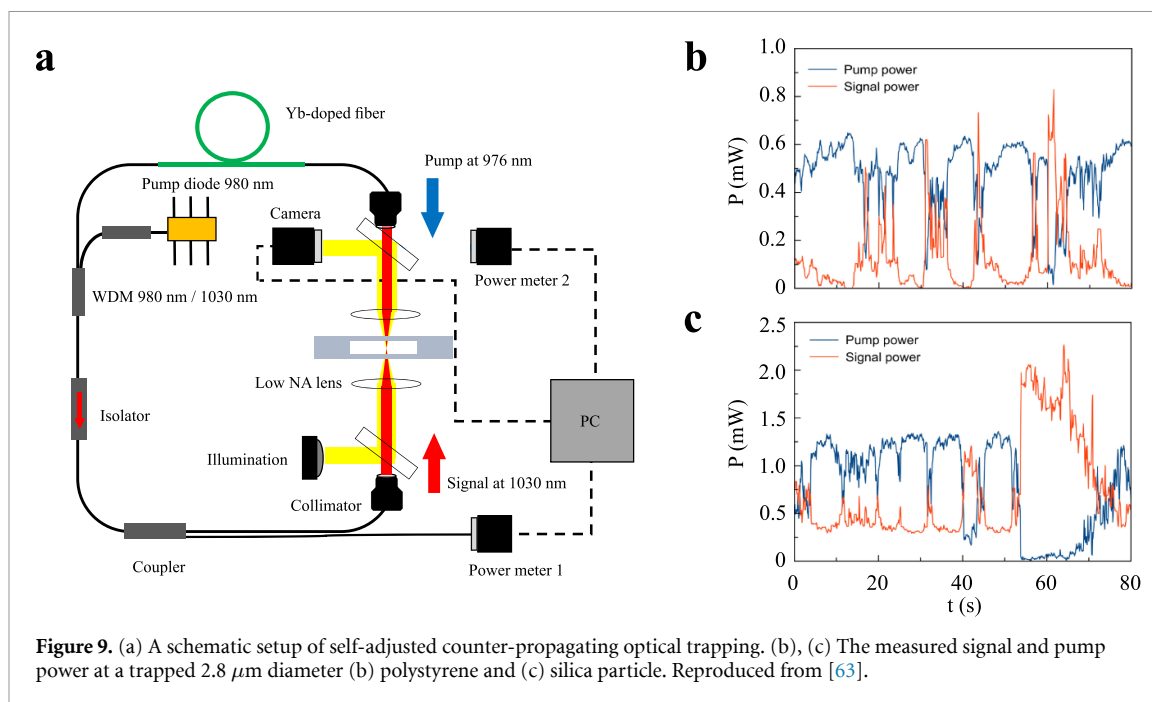 a
Yb-doped fiber
Pump diode 980 nm
Pump at 976 nm
Camera
Power meter 2
WDM 980 nm / 1030 nm
Low NA lens
Isolator
PC
Illumination
Signal at 1030 nm
Collimator
Coupler
Power meter 1
b
1.0
0.8
0.6
0.4
0.2
0
P (mW)
Pump power
Signal power
c
2.5
2.0
1.5
1.0
0.5
0
P (mW)
Pump power
Signal power
0 20 40 60 80
t (s)
Figure 9. (a) A schematic setup of self-adjusted counter-propagating optical trapping. (b), (c) The measured signal and pump
power at a trapped 2.8 μm diameter (b) polystyrene and (c) silica particle. Reproduced from [63].